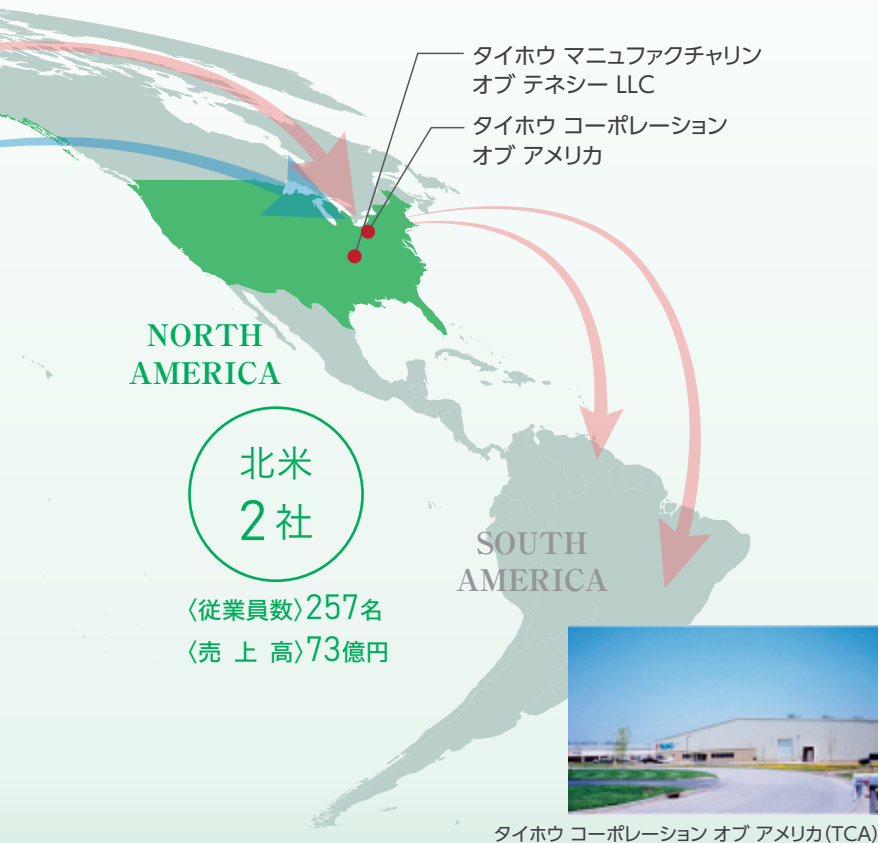 タイホウ マニュファクチャリン
オブ テネシー LLC
タイホウ コーポレーション
オブ アメリカ
NORTH
AMERICA
北米
2社
〈従業員数〉257名
〈売 上 高〉73億円
SOUTH
AMERICA
タイホウ コーポレーション オブ アメリカ(TCA)